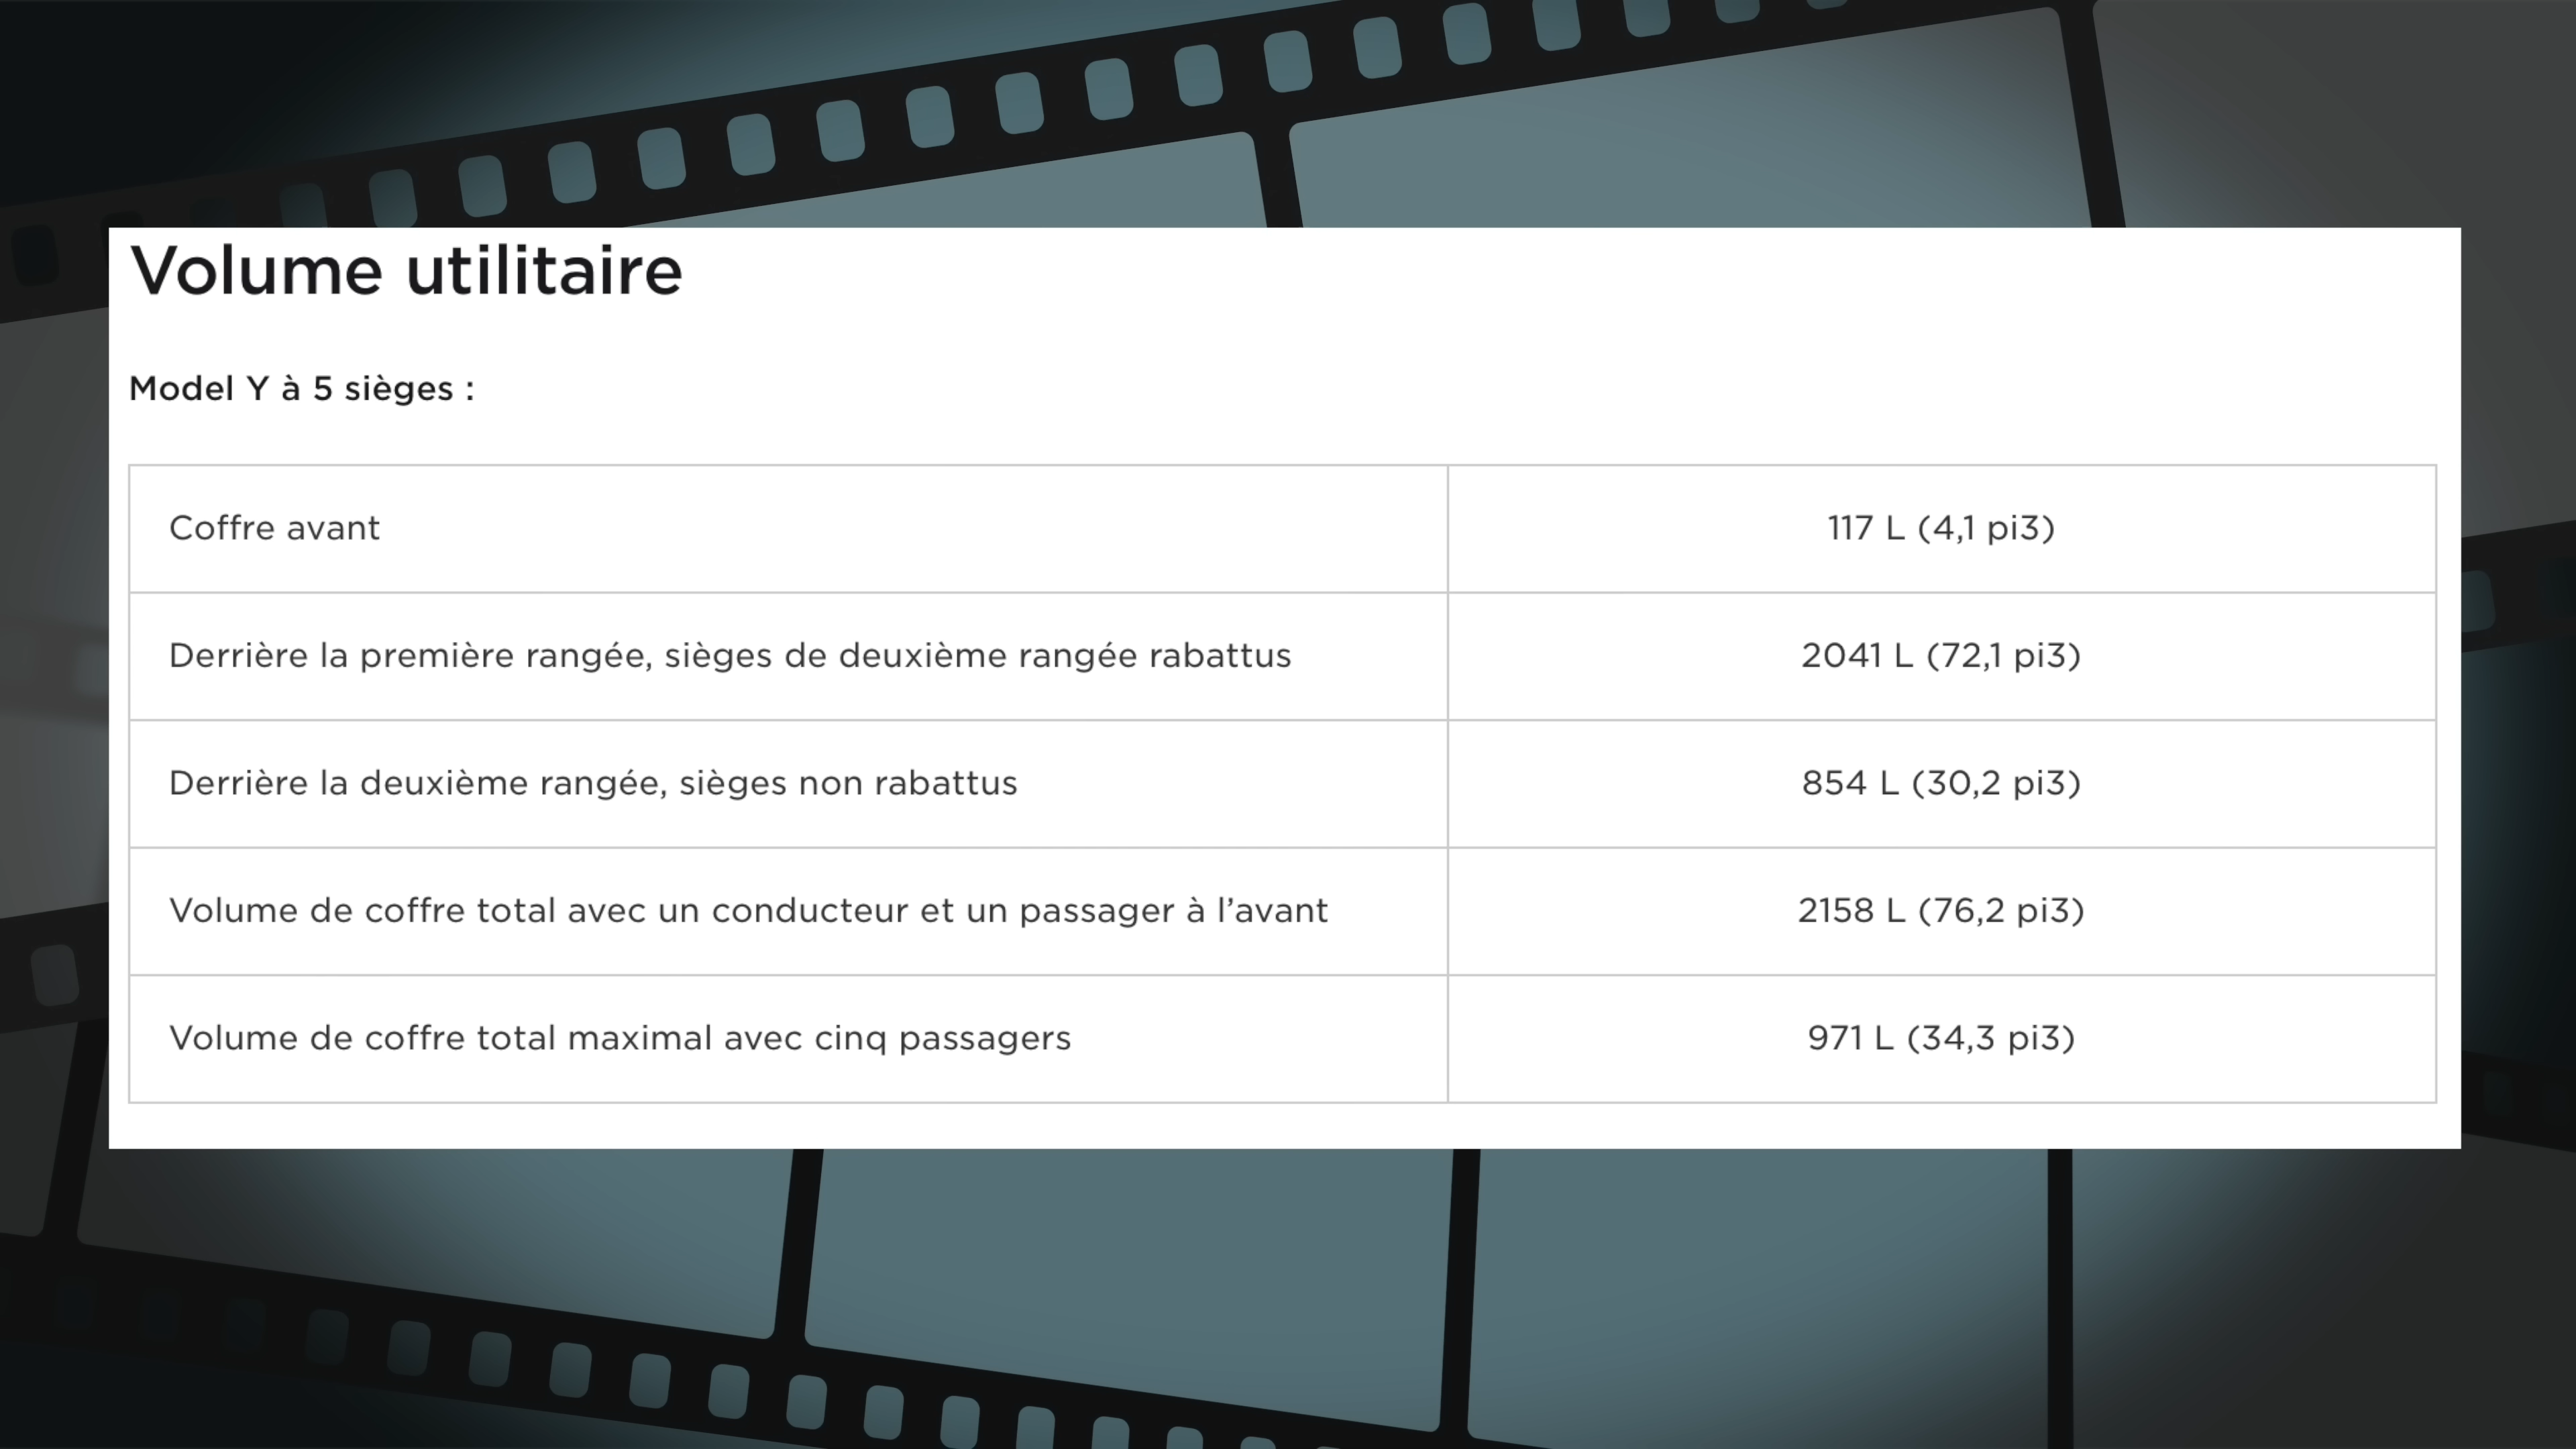 Volume utilitaire
Model Y à 5 sièges :
Coffre avant 117 L (4,1 pi3)
Derrière la première rangée, sièges de deuxième rangée rabattus 2041 L (72,1 pi3)
Derrière la deuxième rangée, sièges non rabattus 854 L (30,2 pi3)
Volume de coffre total avec un conducteur et un passager à l’avant 2158 L (76,2 pi3)
Volume de coffre total maximal avec cinq passagers 971 L (34,3 pi3)